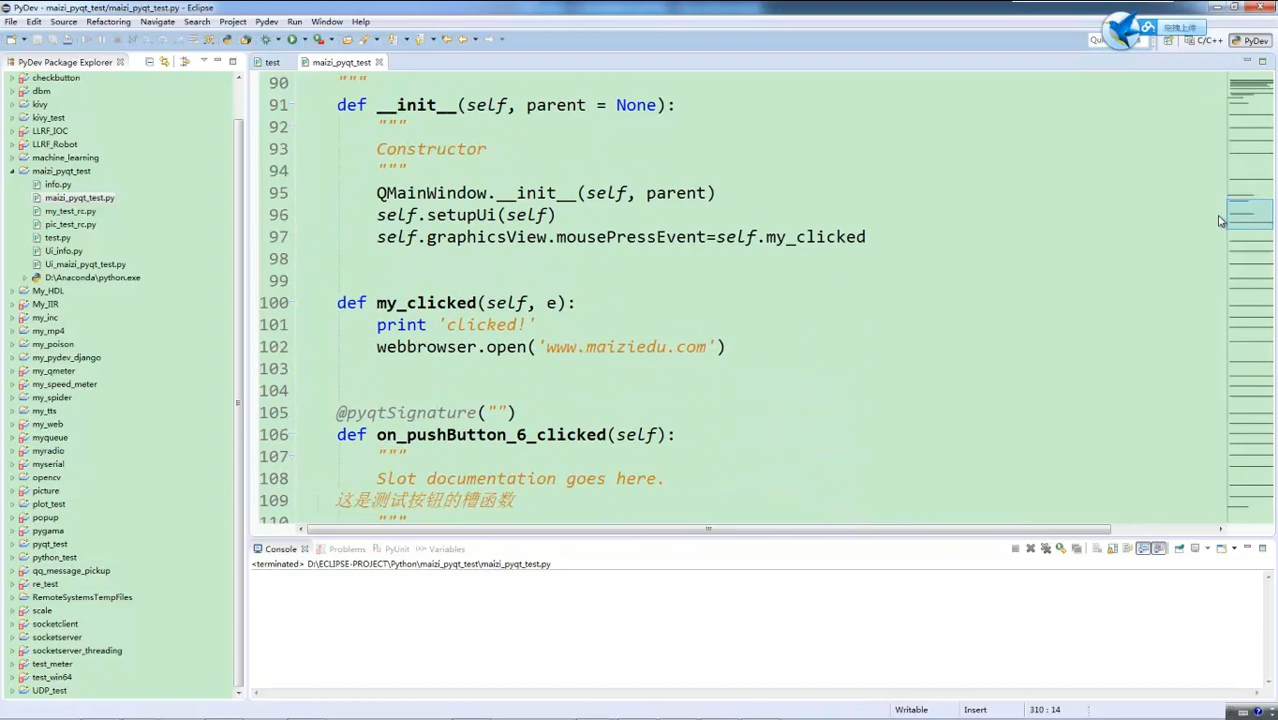 PyDev - maizi_pyqt_test/maizi_pyqt_test.py - Eclipse
File Edit Source Refactoring Navigate Search Project Pydev Run Window Help
拖拽上传
C/C++ PyDev
PyDev Package Explorer
test maizi_pyqt_test
checkbutton
dbm
kivy
kivy_test
LLRF_IOC
LLRF_Robot
machine_learning
maizi_pyqt_test
info.py
maizi_pyqt_test.py
my_test_rc.py
pic_test_rc.py
test.py
Ui_info.py
Ui_maizi_pyqt_test.py
D:\Anaconda\python.exe
My_HDL
My_IIR
my_inc
my_mp4
my_poison
my_pydev_django
my_qmeter
my_speed_meter
my_spider
my_tts
my_web
myqueue
myradio
myserial
opencv
picture
plot_test
popup
pygama
pyqt_test
python_test
qq_message_pickup
re_test
RemoteSystemsTempFiles
scale
socketclient
socketserver
socketserver_threading
test_meter
test_win64
UDP_test
90 """
91 def __init__(self, parent = None):
92 """
93 Constructor
94 """
95 QMainWindow.__init__(self, parent)
96 self.setupUi(self)
97 self.graphicsView.mousePressEvent=self.my_clicked
98
99
100 def my_clicked(self, e):
101 print 'clicked!'
102 webbrowser.open('www.maiziedu.com')
103
104
105 @pyqtSignature("")
106 def on_pushButton_6_clicked(self):
107 """
108 Slot documentation goes here.
109 这是测试按钮的槽函数
110 """
Console Problems PyUnit Variables
<terminated> D:\ECLIPSE-PROJECT\Python\maizi_pyqt_test\maizi_pyqt_test.py
Writable Insert 310 : 14